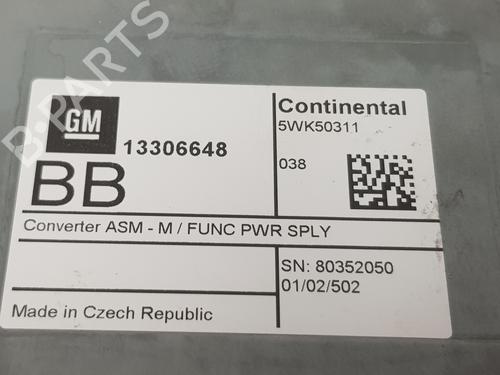 GM
13306648
BB
Continental
5WK50311
038
Converter ASM - M / FUNC PWR SPLY
SN: 80352050
01/02/502
Made in Czech Republic
B-PARTS